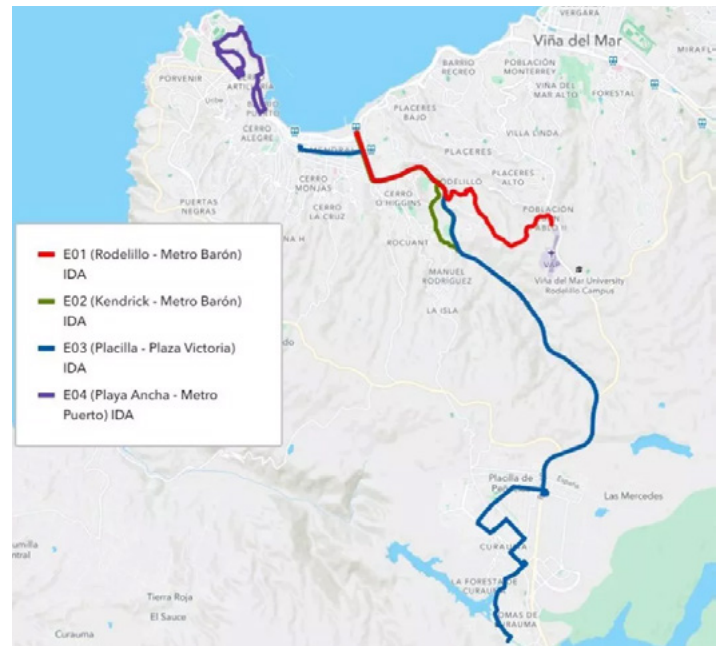 VERGARA
Viña del Mar
MIRAFL
BARRIO
RECREO
POBLACIÓN
MONTERREY
VIÑA DEL
MAR ALTO
FORESTAL
PORVENIR
ARTILLERÍA
CERRO
ALEGRE
PLACERES
BAJO
VILLA LINDA
PLACERES
PLACERES
ALTO
CERRO
MONJAS
CERRO
O'HIGGINS
PUERTAS
NEGRAS
CERRO
LA CRUZ
POBLACIÓN
ROCUANT
MANUEL
RODRÍGUEZ
LA ISLA
Viña del Mar University
Rodelillo Campus
E01 (Rodelillo - Metro Barón)
IDA
E02 (Kendrick - Metro Barón)
IDA
E03 (Placilla - Plaza Victoria)
IDA
E04 (Playa Ancha - Metro
Puerto) IDA
Placilla de
España
Las Mercedes
CURAUMA
LA FORESTA DE
CURAUMA
LOMAS DE
CURAUMA
Tierra Roja
El Sauce
Curauma